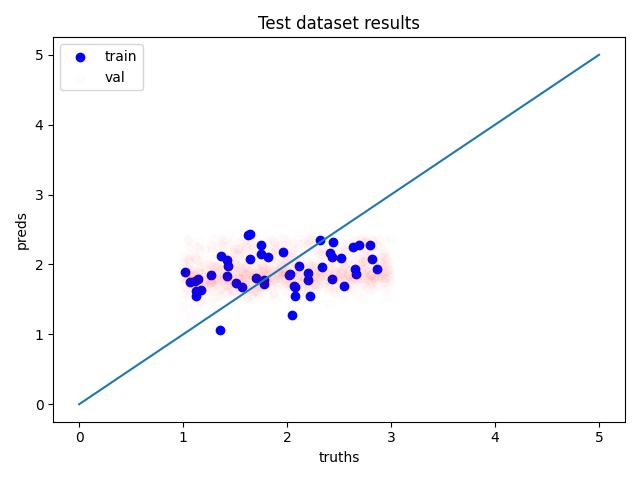 Test dataset results
train
val
5
4
3
2
1
0
preds
0 1 2 3 4 5
truths